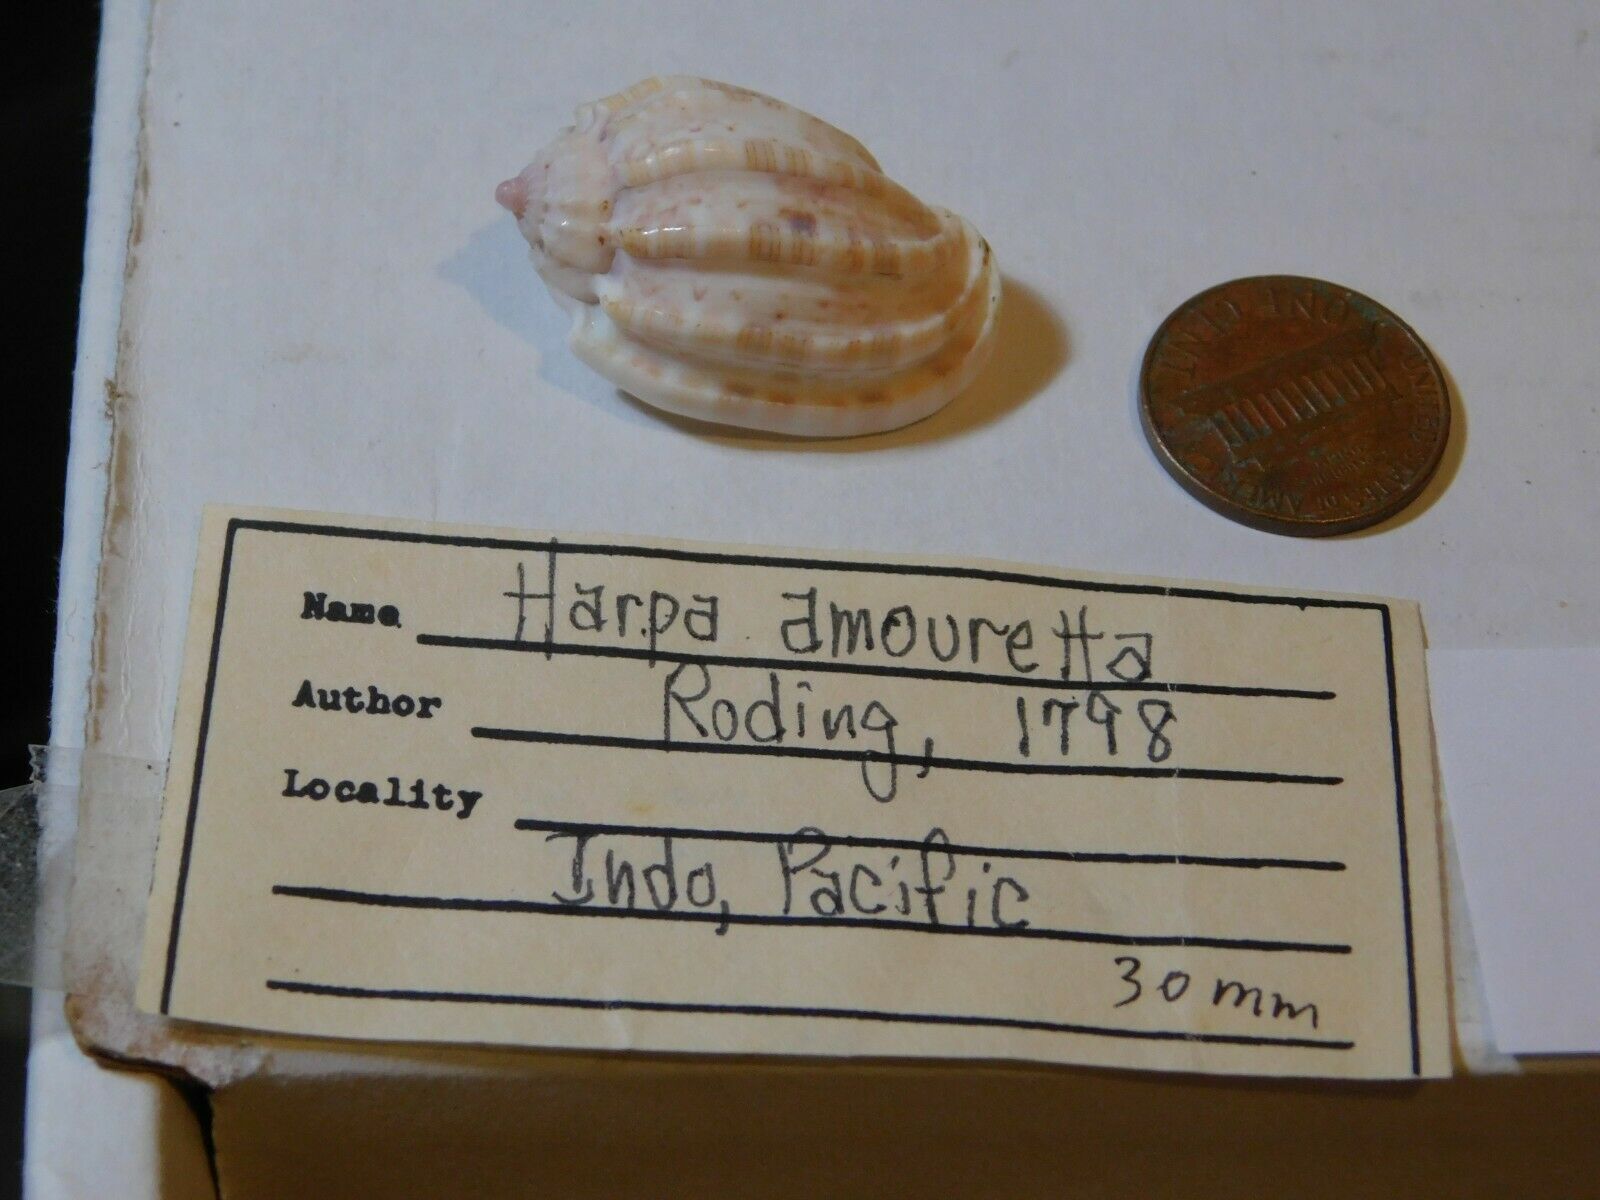 Name Harpa amouretta
Author Roding, 1798
Locality
Indo, Pacific
30mm
ONE CENT
UNITED STATES OF AMERICA